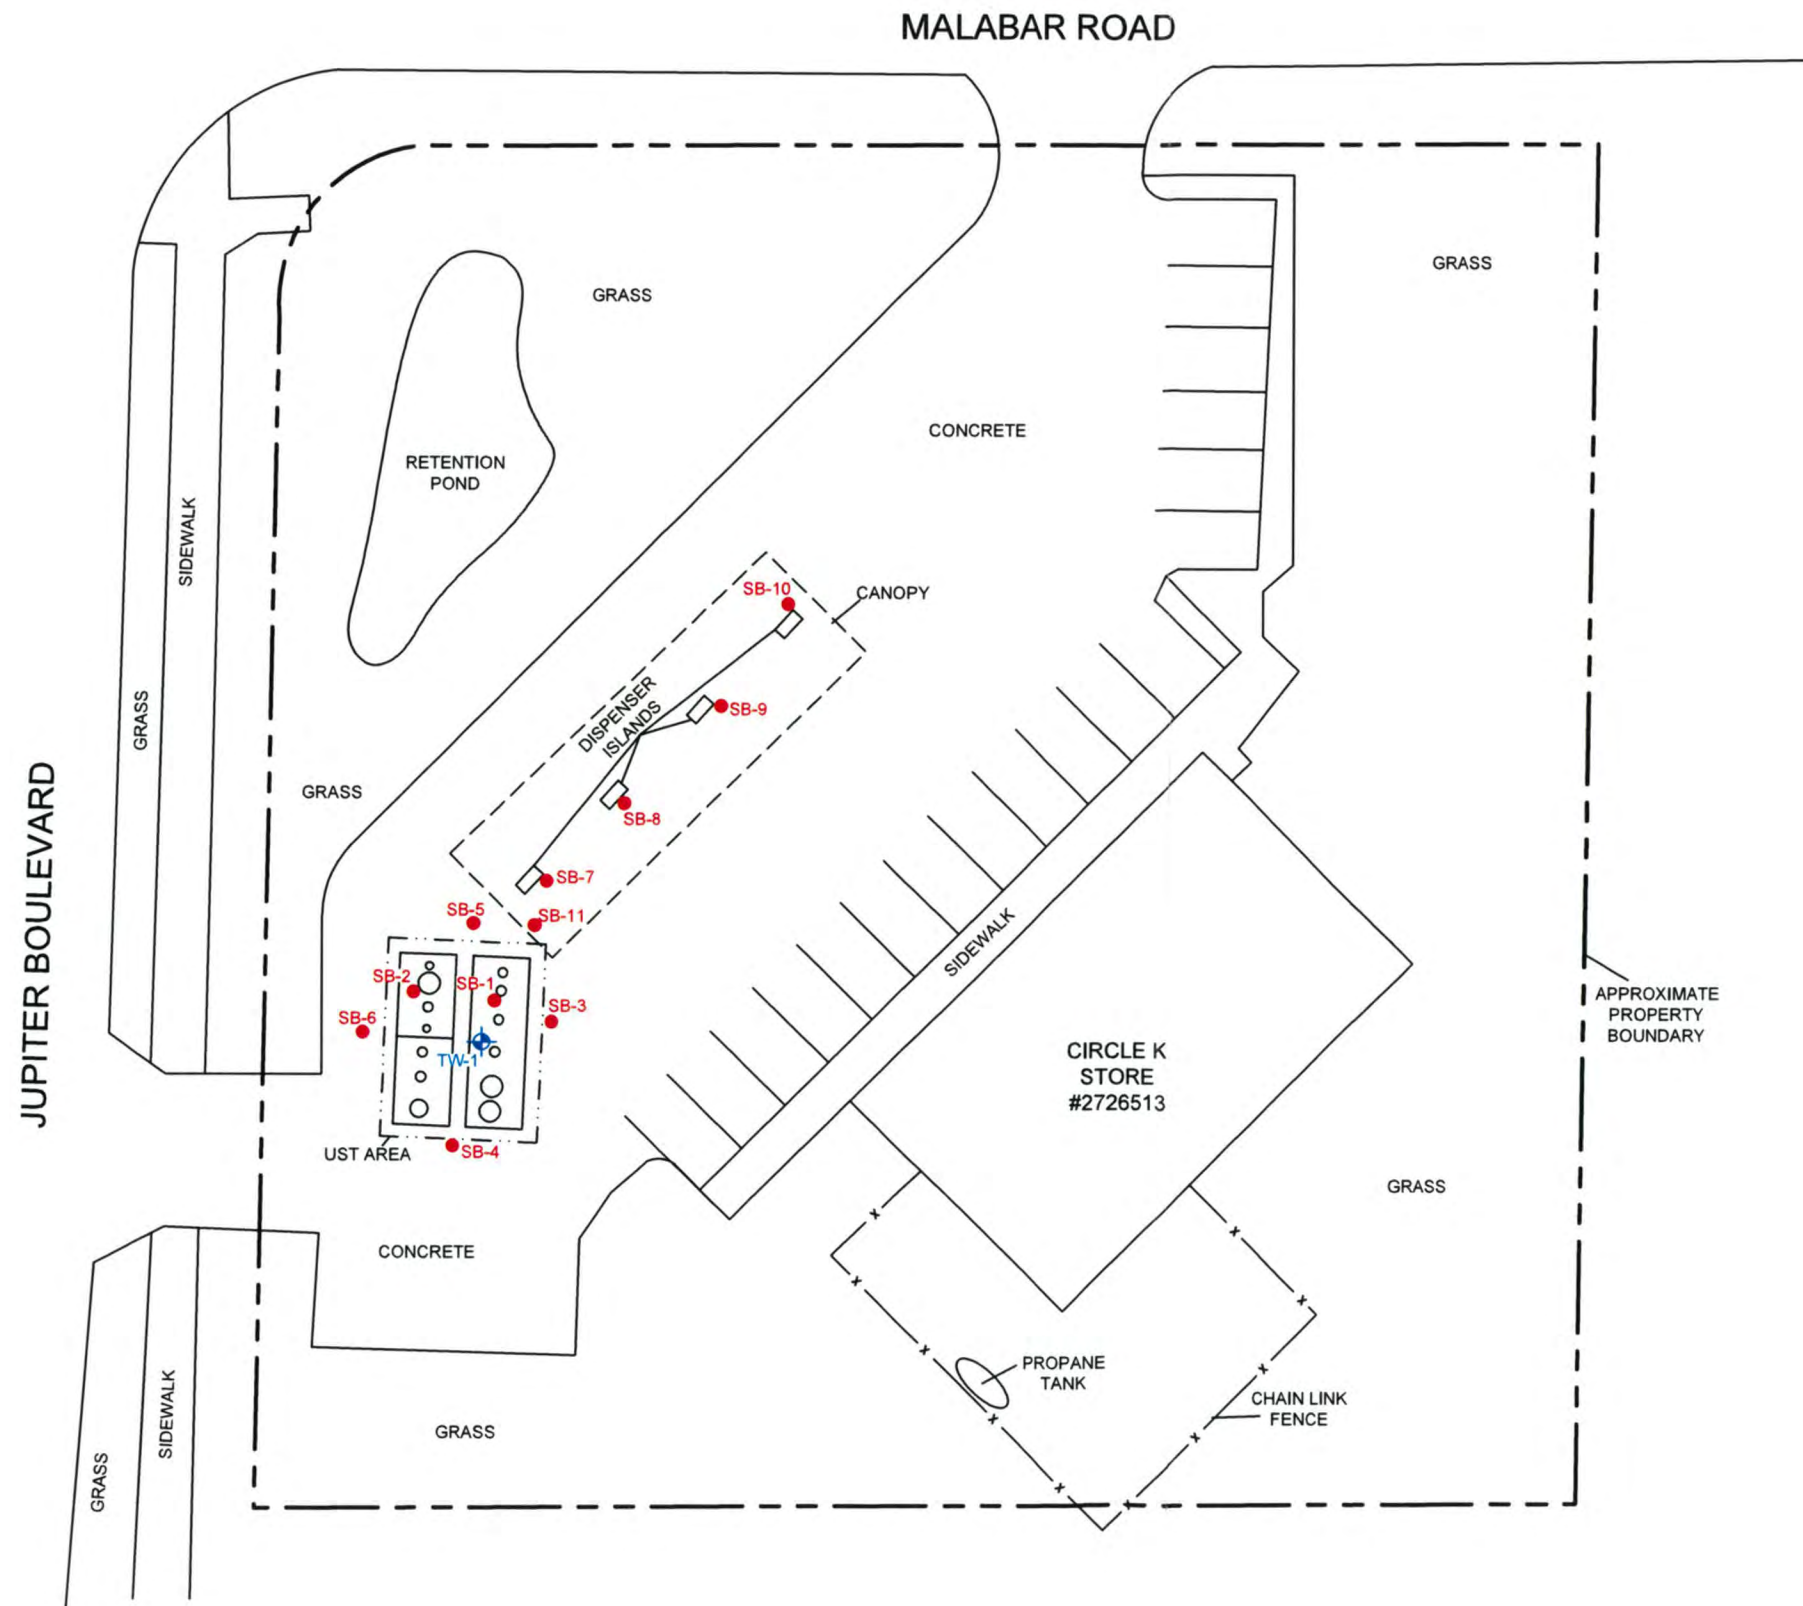 MALABAR ROAD
GRASS
GRASS
CONCRETE
RETENTION
POND
SIDEWALK
GRASS
SB-10
CANOPY
DISPENSER
ISLANDS
SB-9
GRASS
SB-8
JUPITER BOULEVARD
SB-7
SB-5
SB-11
SIDEWALK
SB-2
SB-1
SB-3
SB-6
TW-1
APPROXIMATE
PROPERTY
BOUNDARY
CIRCLE K
STORE
#2726513
UST AREA
SB-4
GRASS
CONCRETE
PROPANE
TANK
CHAIN LINK
FENCE
SIDEWALK
GRASS
GRASS